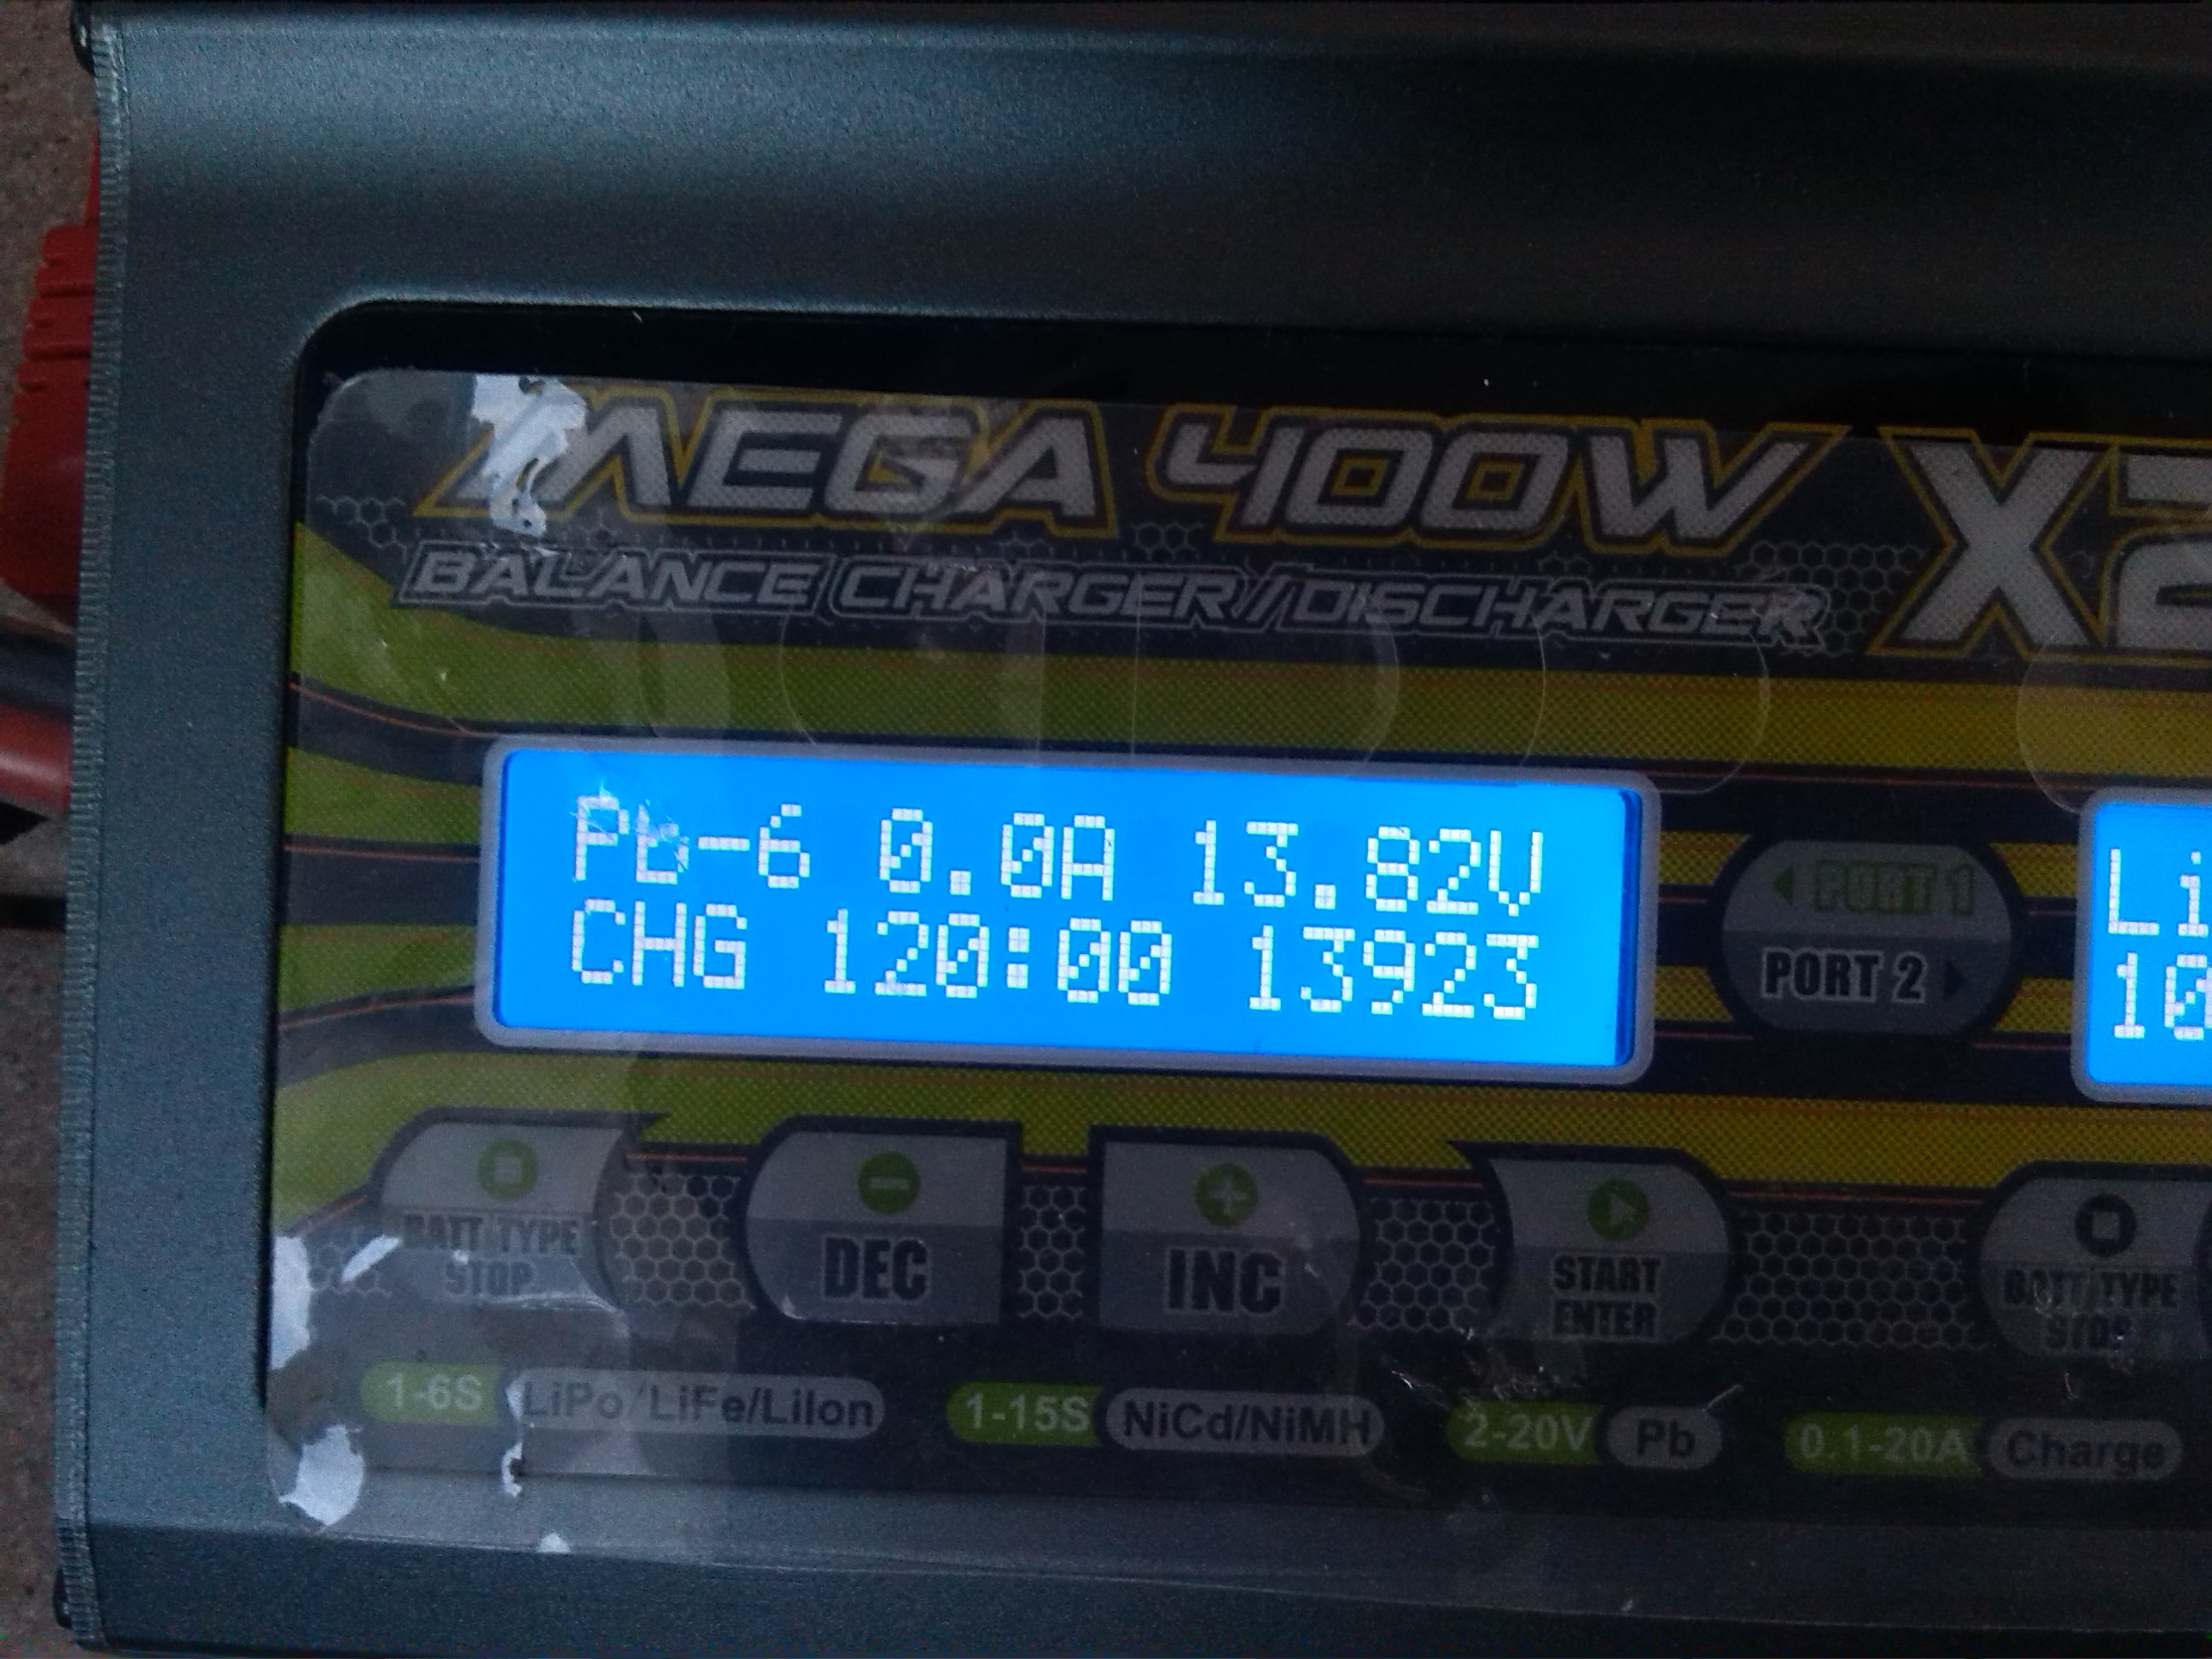 MEGA 400W X2
BALANCE CHARGER/DISCHARGER
Pb-6 0.0A 13.82V
CHG 120:00 13923
PORT 1
PORT 2
Li
10
BATT TYPE
STOP
DEC
INC
START
ENTER
BATT/TYPE
STOP
1-6S LiPo/LiFe/LiIon 1-15S NiCd/NiMH 2-20V Pb 0.1-20A Charge